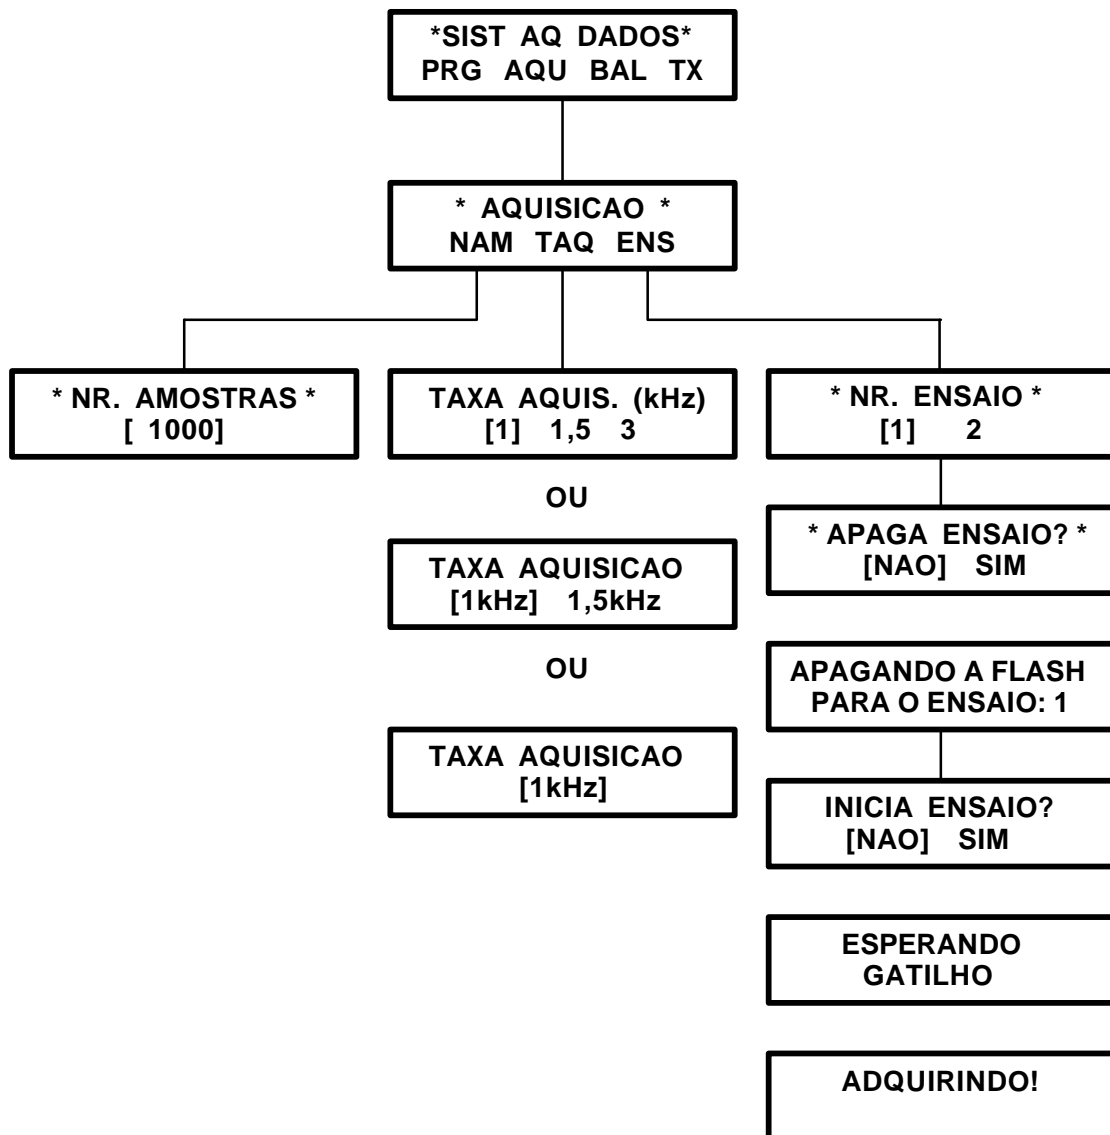 *SIST AQ DADOS*
PRG AQU BAL TX
* AQUISICAO *
NAM TAQ ENS
* NR. AMOSTRAS *
[ 1000]
TAXA AQUIS. (kHz)
[1] 1,5 3
OU
TAXA AQUISICAO
[1kHz] 1,5kHz
OU
TAXA AQUISICAO
[1kHz]
* NR. ENSAIO *
[1] 2
* APAGA ENSAIO? *
[NAO] SIM
APAGANDO A FLASH
PARA O ENSAIO: 1
INICIA ENSAIO?
[NAO] SIM
ESPERANDO
GATILHO
ADQUIRINDO!